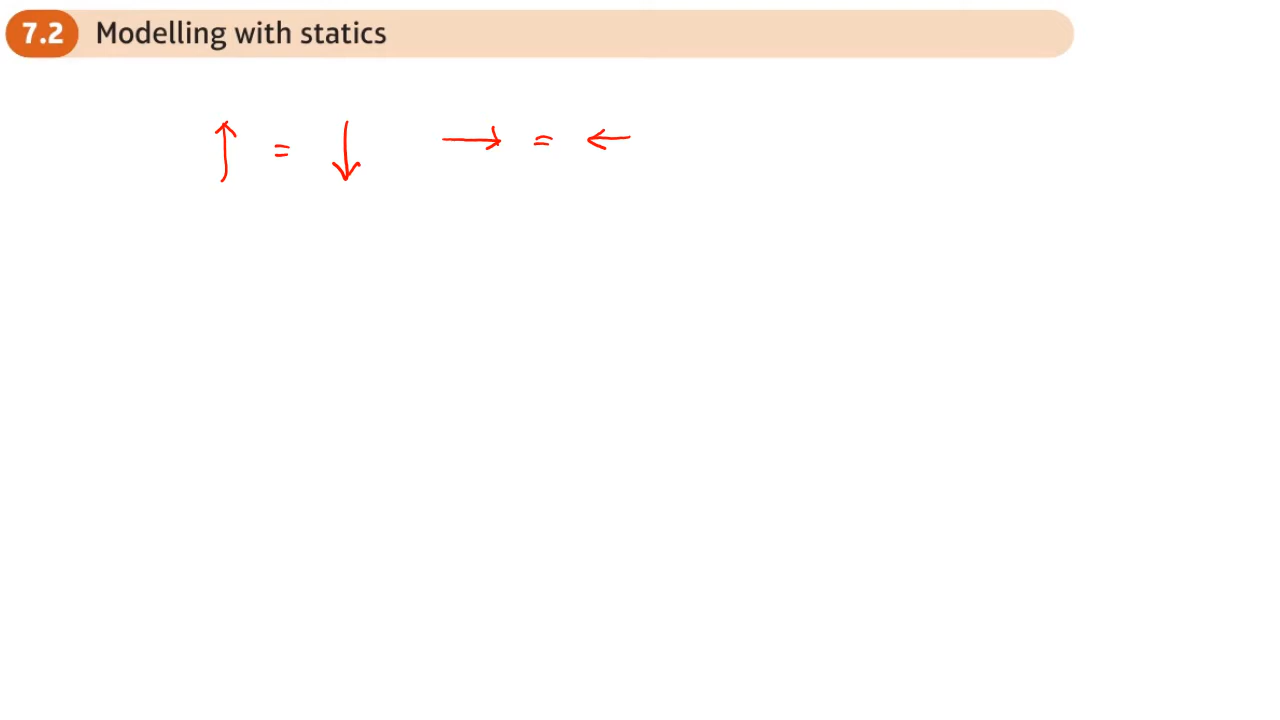 7.2 Modelling with statics
↑ = ↓ → = ←